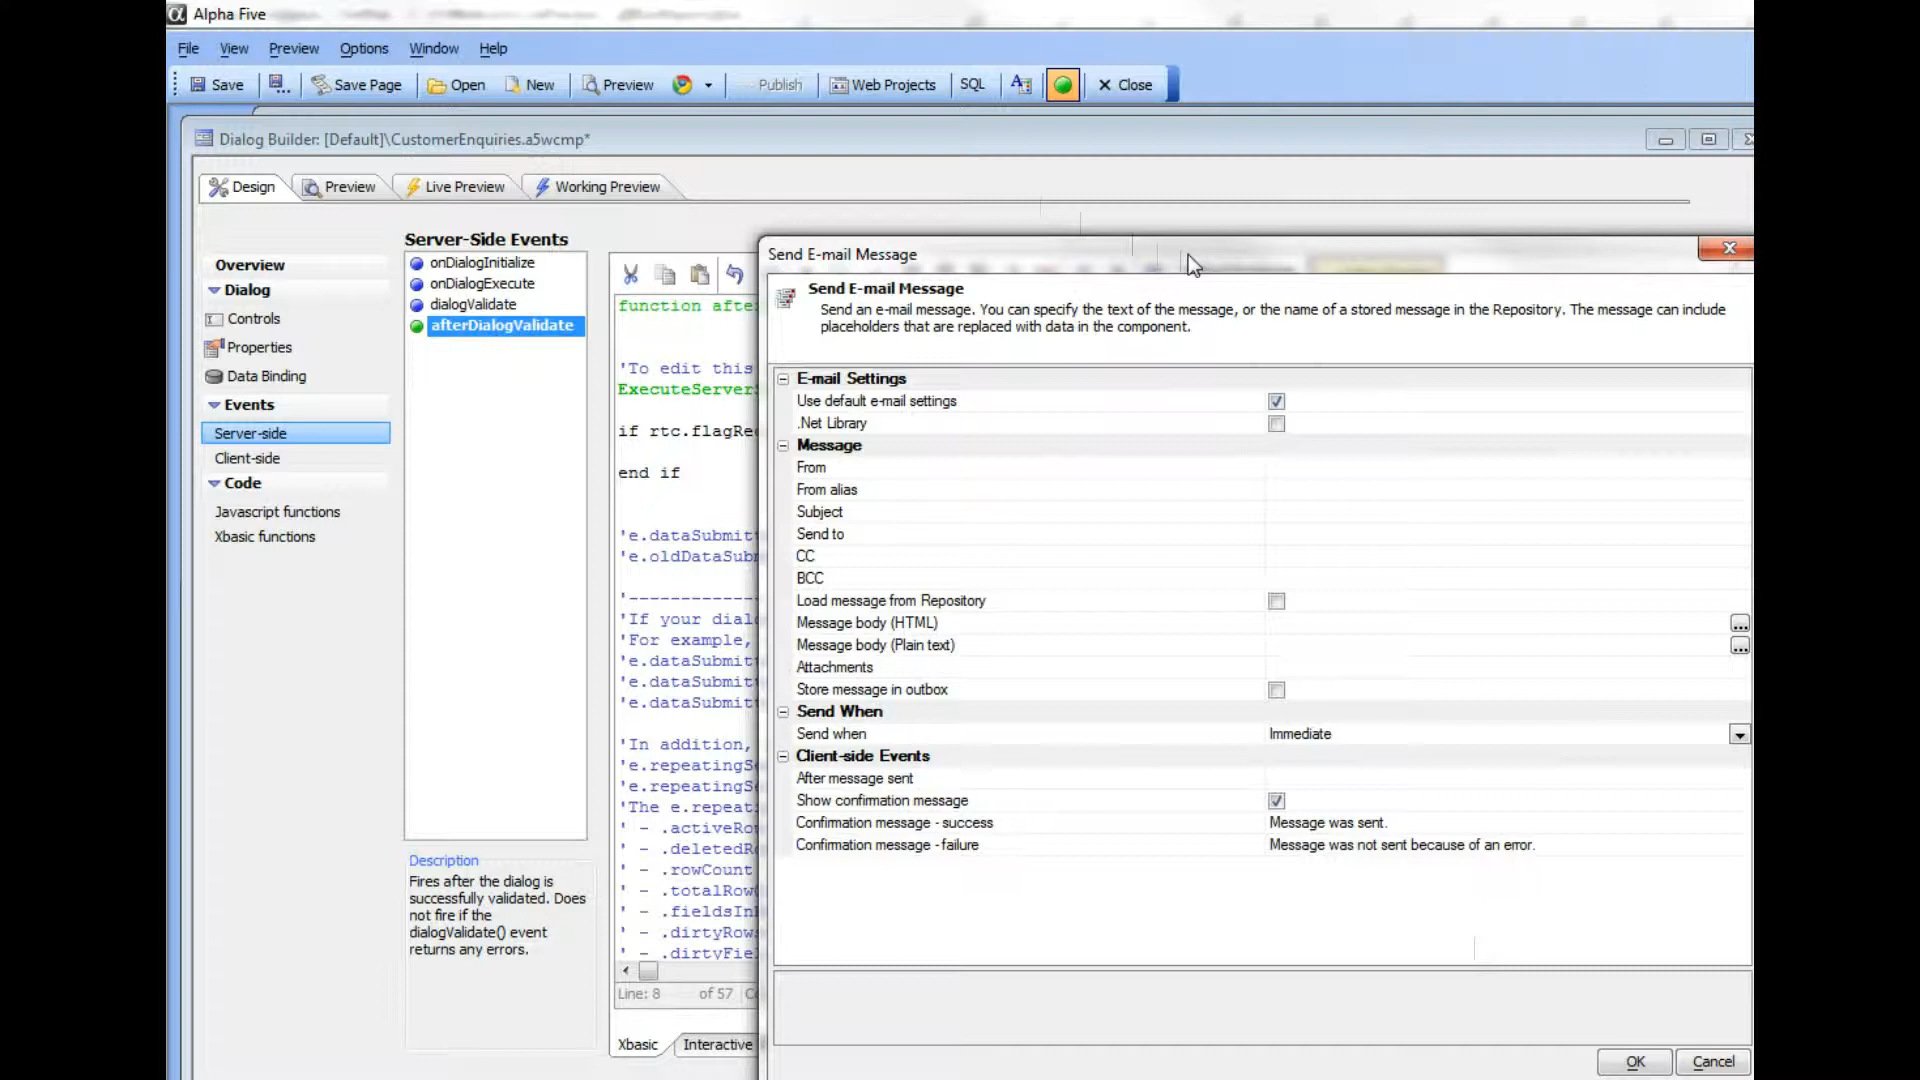 Alpha Five
File View Preview Options Window Help
Save Save Page Open New Preview Publish Web Projects SQL Close
Dialog Builder: [Default]\CustomerEnquiries.a5wcmp*
Design Preview Live Preview Working Preview
Overview
Dialog
Controls
Properties
Data Binding
Events
Server-side
Client-side
Code
Javascript functions
Xbasic functions
Server-Side Events
onDialogInitialize
onDialogExecute
dialogValidate
afterDialogValidate
Description
Fires after the dialog is
successfully validated. Does
not fire if the
dialogValidate() event
returns any errors.
function after
'To edit this
ExecuteServer
if rtc.flagRe
end if
'e.dataSubmit
'e.oldDataSub
'-------------
'If your dial
'For example,
'e.dataSubmit
'e.dataSubmit
'e.dataSubmit
'In addition,
'e.repeatingS
'e.repeatingS
'The e.repeat
' - .activeRo
' - .deletedR
' - .rowCount
' - .totalRow
' - .fieldsIn
' - .dirtyRow
' - .dirtyFie
Line: 8 of 57
Xbasic Interactive
Send E-mail Message
Send E-mail Message
Send an e-mail message. You can specify the text of the message, or the name of a stored message in the Repository. The message can include
placeholders that are replaced with data in the component.
E-mail Settings
Use default e-mail settings
.Net Library
Message
From
From alias
Subject
Send to
CC
BCC
Load message from Repository
Message body (HTML) ...
Message body (Plain text) ...
Attachments
Store message in outbox
Send When
Send when Immediate
Client-side Events
After message sent
Show confirmation message
Confirmation message - success Message was sent.
Confirmation message - failure Message was not sent because of an error.
OK Cancel